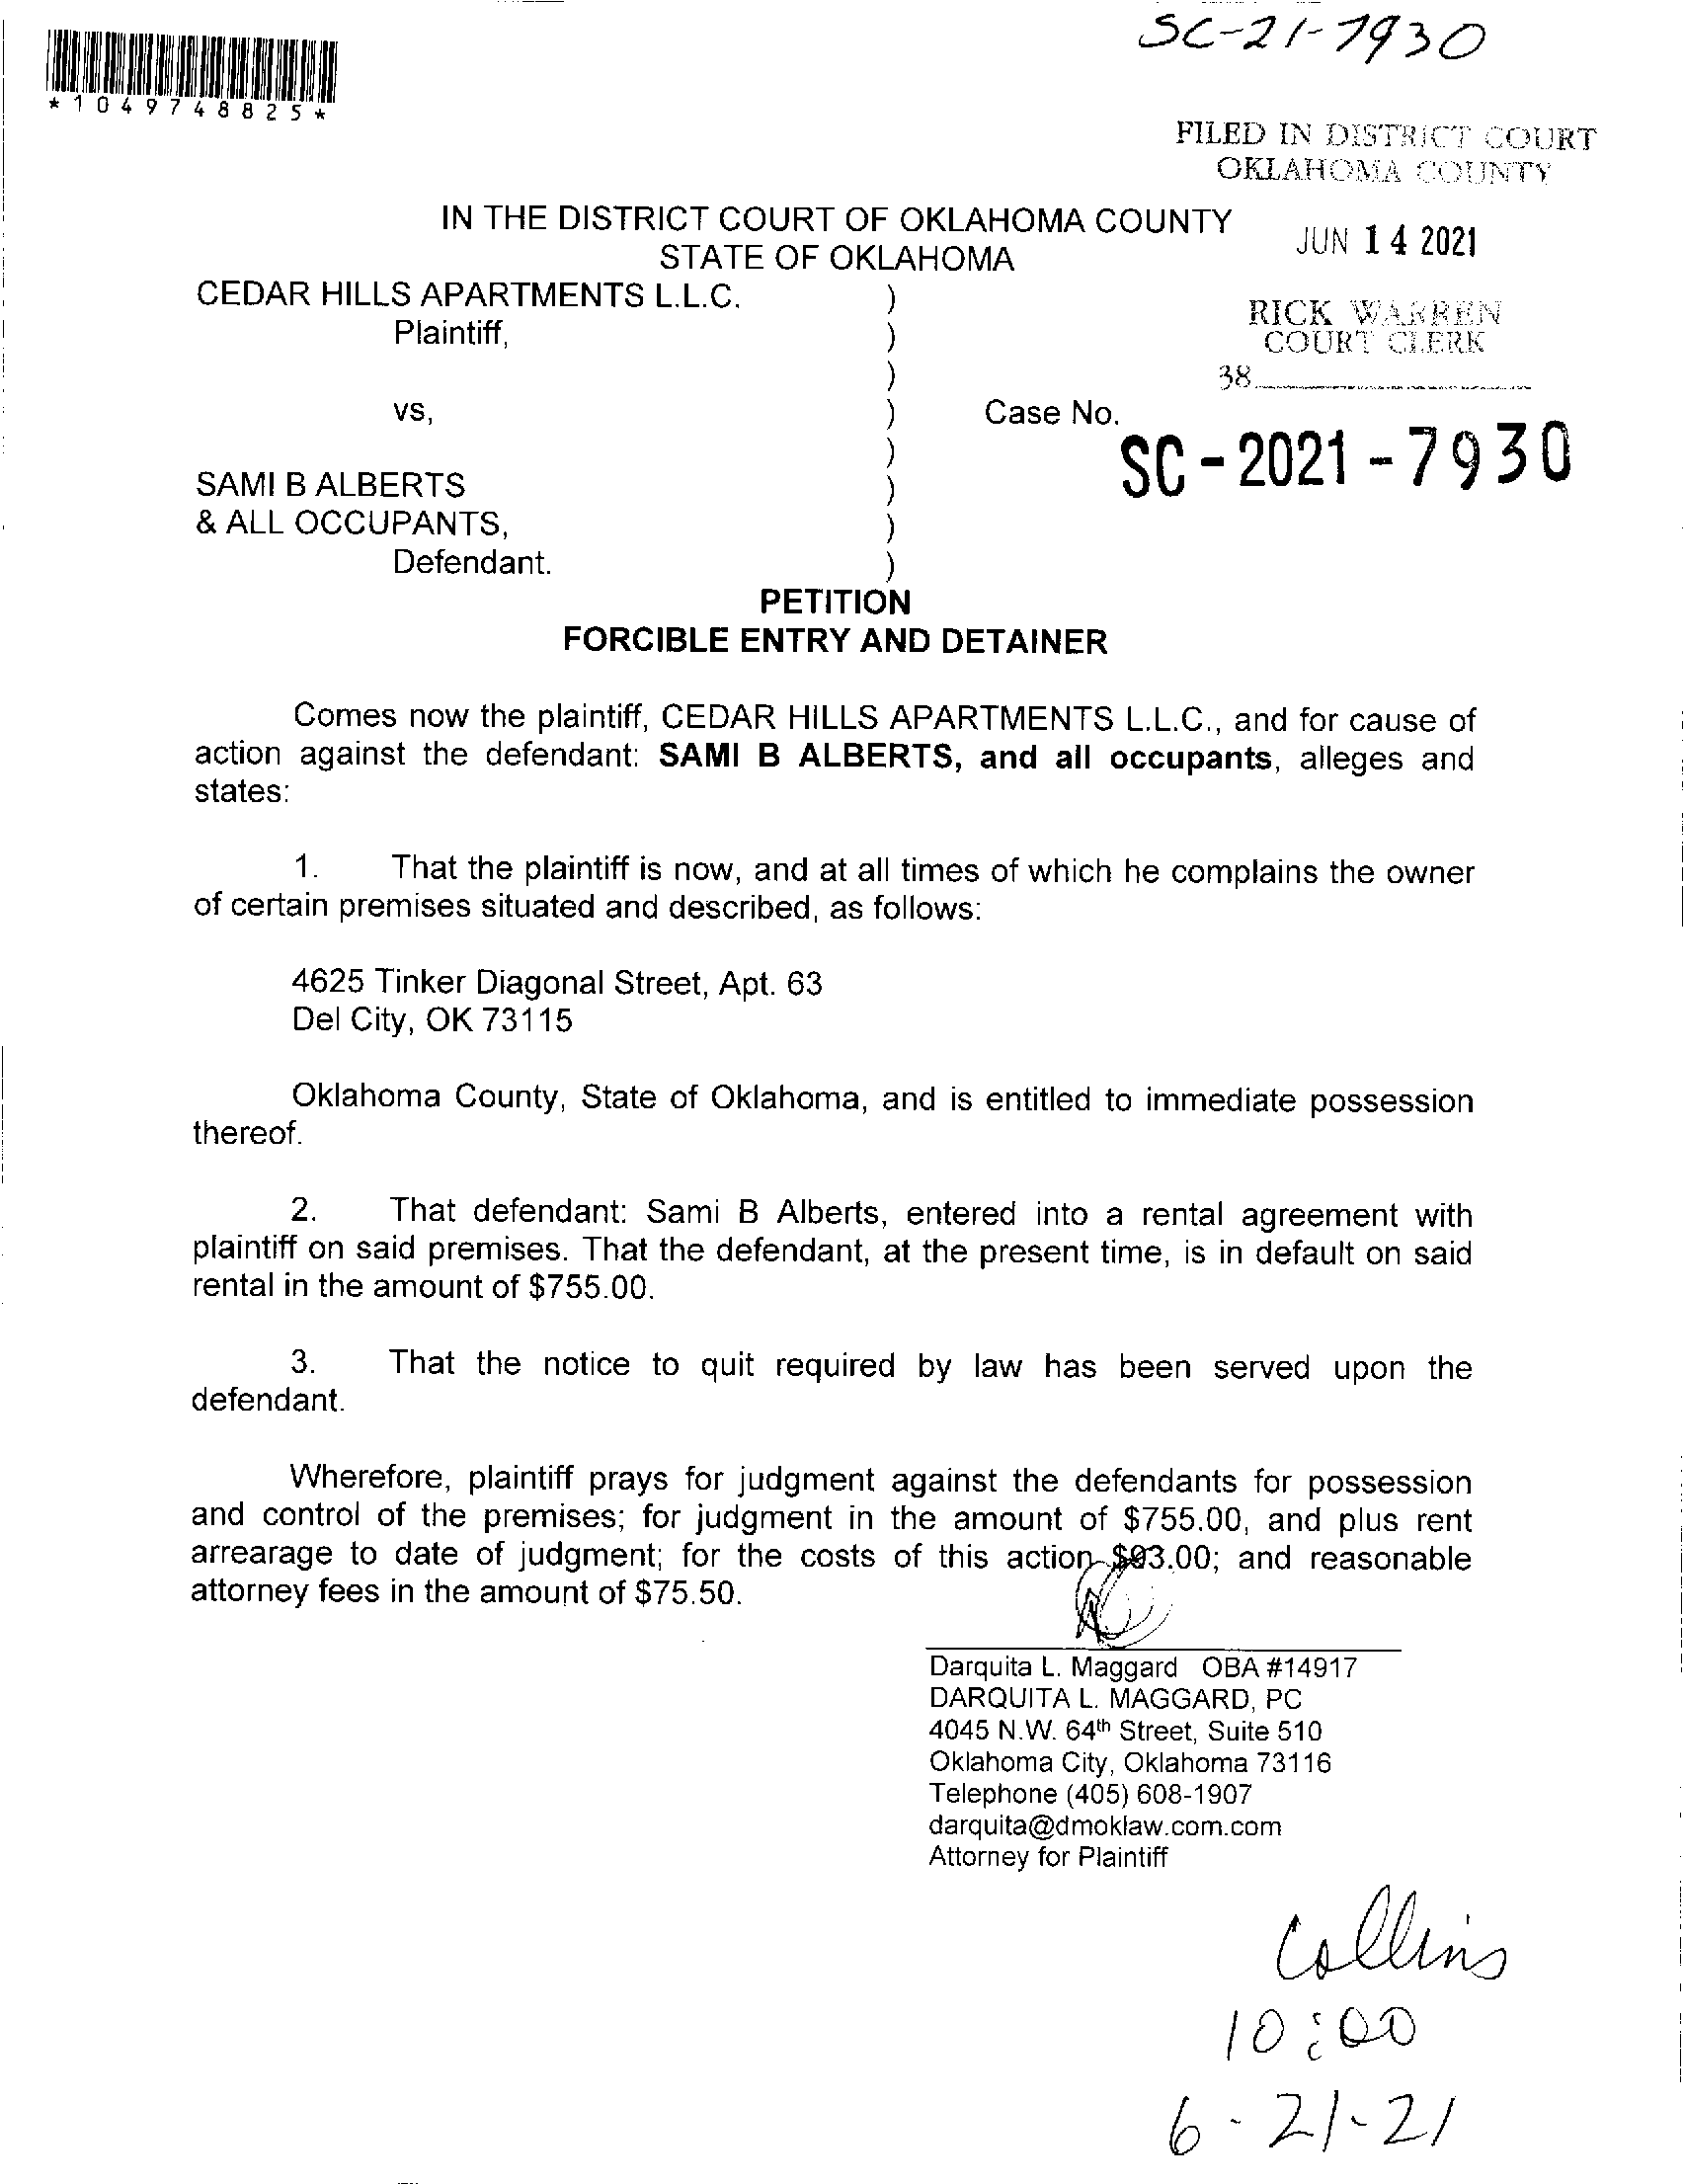 SC-21-7930
*1049748825*
FILED IN DISTRICT COURT
OKLAHOMA COUNTY
JUN 14 2021
RICK WARREN
COURT CLERK
38
IN THE DISTRICT COURT OF OKLAHOMA COUNTY
STATE OF OKLAHOMA
CEDAR HILLS APARTMENTS L.L.C. )
Plaintiff, )
)
vs, ) Case No.
SC-2021-7930
)
SAMI B ALBERTS )
& ALL OCCUPANTS, )
Defendant. )
PETITION
FORCIBLE ENTRY AND DETAINER
Comes now the plaintiff, CEDAR HILLS APARTMENTS L.L.C., and for cause of
action against the defendant: SAMI B ALBERTS, and all occupants, alleges and
states:
1. That the plaintiff is now, and at all times of which he complains the owner
of certain premises situated and described, as follows:
4625 Tinker Diagonal Street, Apt. 63
Del City, OK 73115
Oklahoma County, State of Oklahoma, and is entitled to immediate possession
thereof.
2. That defendant: Sami B Alberts, entered into a rental agreement with
plaintiff on said premises. That the defendant, at the present time, is in default on said
rental in the amount of $755.00.
3. That the notice to quit required by law has been served upon the
defendant.
Wherefore, plaintiff prays for judgment against the defendants for possession
and control of the premises; for judgment in the amount of $755.00, and plus rent
arrearage to date of judgment; for the costs of this action $93.00; and reasonable
attorney fees in the amount of $75.50.
Darquita L. Maggard OBA #14917
DARQUITA L. MAGGARD, PC
4045 N.W. 64th Street, Suite 510
Oklahoma City, Oklahoma 73116
Telephone (405) 608-1907
darquita@dmoklaw.com.com
Attorney for Plaintiff
Collins
10:00
6-21-21